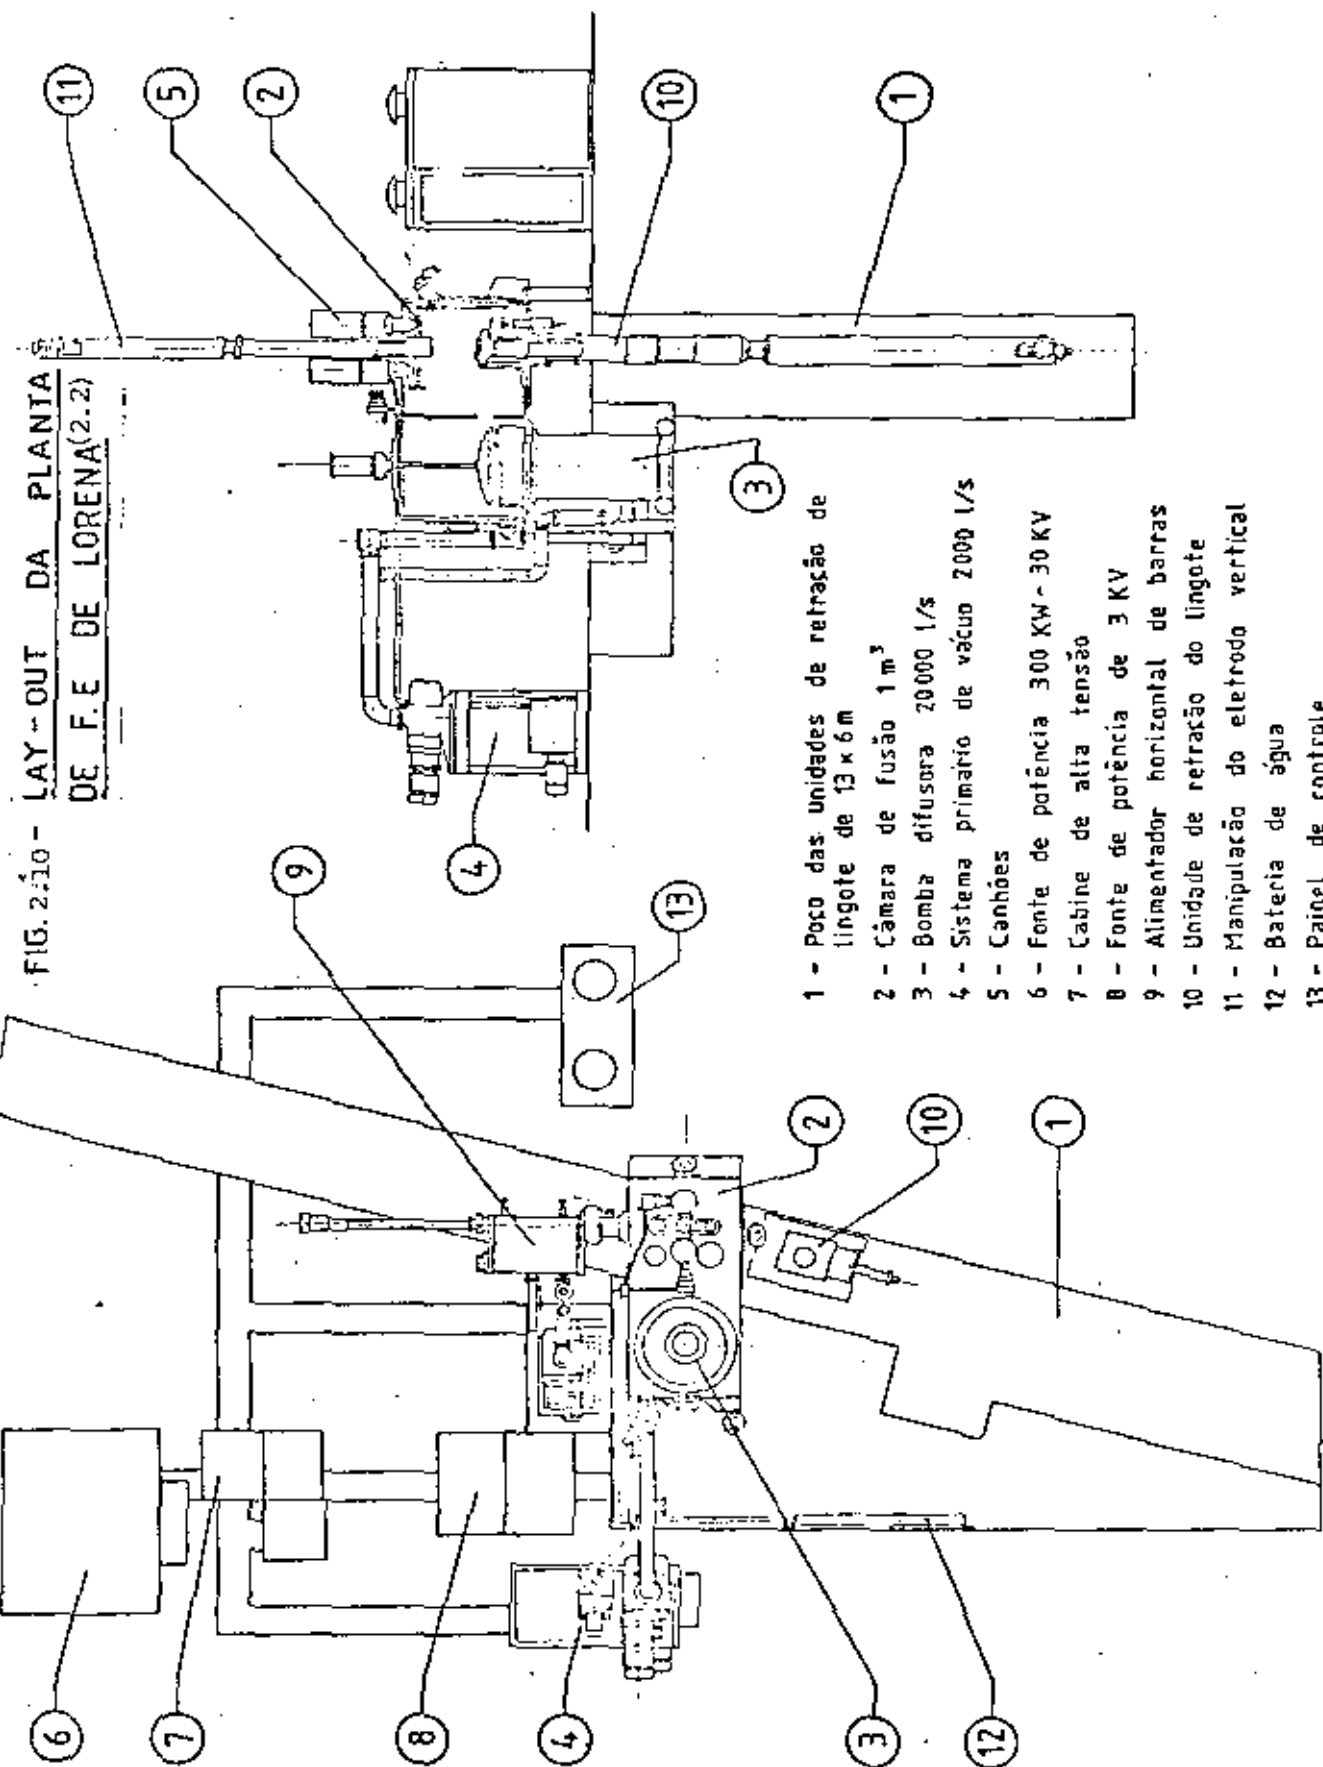 FIG. 2.10 - LAY-OUT DA PLANTA
DE F.E DE LORENA(2.2)
11
5
2
10
1
3
4
9
13
2
10
1
6
7
8
4
3
12
1 - Poço das unidades de retração de
lingote de 13 x 6 m
2 - Câmara de fusão 1 m³
3 - Bomba difusora 20000 l/s
4 - Sistema primário de vácuo 2000 l/s
5 - Canhões
6 - Fonte de potência 300 KW - 30 KV
7 - Cabine de alta tensão
8 - Fonte de potência de 3 KV
9 - Alimentador horizontal de barras
10 - Unidade de retração do lingote
11 - Manipulação do eletrodo vertical
12 - Bateria de água
13 - Painel de controle